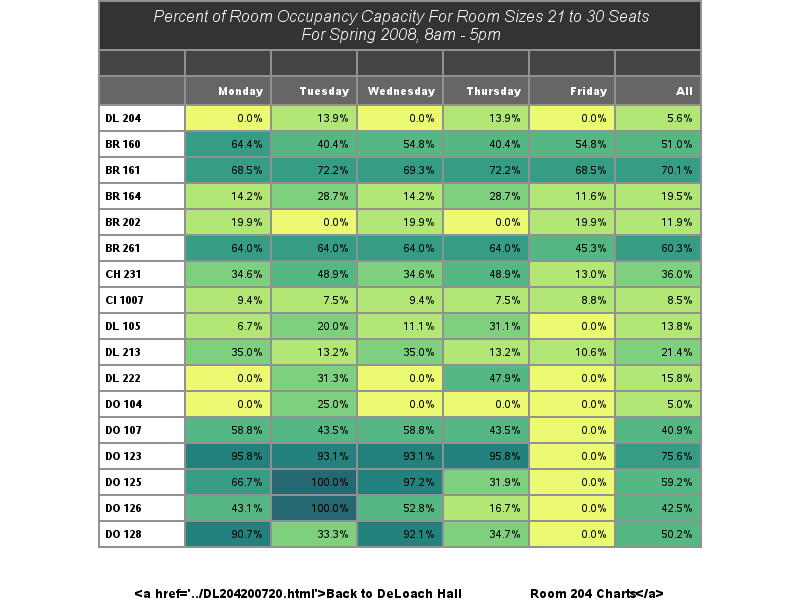 Percent of Room Occupancy Capacity For Room Sizes 21 to 30 Seats
For Spring 2008, 8am - 5pm
Monday Tuesday Wednesday Thursday Friday All
DL 204 0.0% 13.9% 0.0% 13.9% 0.0% 5.6%
BR 160 64.4% 40.4% 54.8% 40.4% 54.8% 51.0%
BR 161 68.5% 72.2% 69.3% 72.2% 68.5% 70.1%
BR 164 14.2% 28.7% 14.2% 28.7% 11.6% 19.5%
BR 202 19.9% 0.0% 19.9% 0.0% 19.9% 11.9%
BR 261 64.0% 64.0% 64.0% 64.0% 45.3% 60.3%
CH 231 34.6% 48.9% 34.6% 48.9% 13.0% 36.0%
CI 1007 9.4% 7.5% 9.4% 7.5% 8.8% 8.5%
DL 105 6.7% 20.0% 11.1% 31.1% 0.0% 13.8%
DL 213 35.0% 13.2% 35.0% 13.2% 10.6% 21.4%
DL 222 0.0% 31.3% 0.0% 47.9% 0.0% 15.8%
DO 104 0.0% 25.0% 0.0% 0.0% 0.0% 5.0%
DO 107 58.8% 43.5% 58.8% 43.5% 0.0% 40.9%
DO 123 95.8% 93.1% 93.1% 95.8% 0.0% 75.6%
DO 125 66.7% 100.0% 97.2% 31.9% 0.0% 59.2%
DO 126 43.1% 100.0% 52.8% 16.7% 0.0% 42.5%
DO 128 90.7% 33.3% 92.1% 34.7% 0.0% 50.2%
<a href='../DL204200720.html'>Back to DeLoach Hall Room 204 Charts</a>